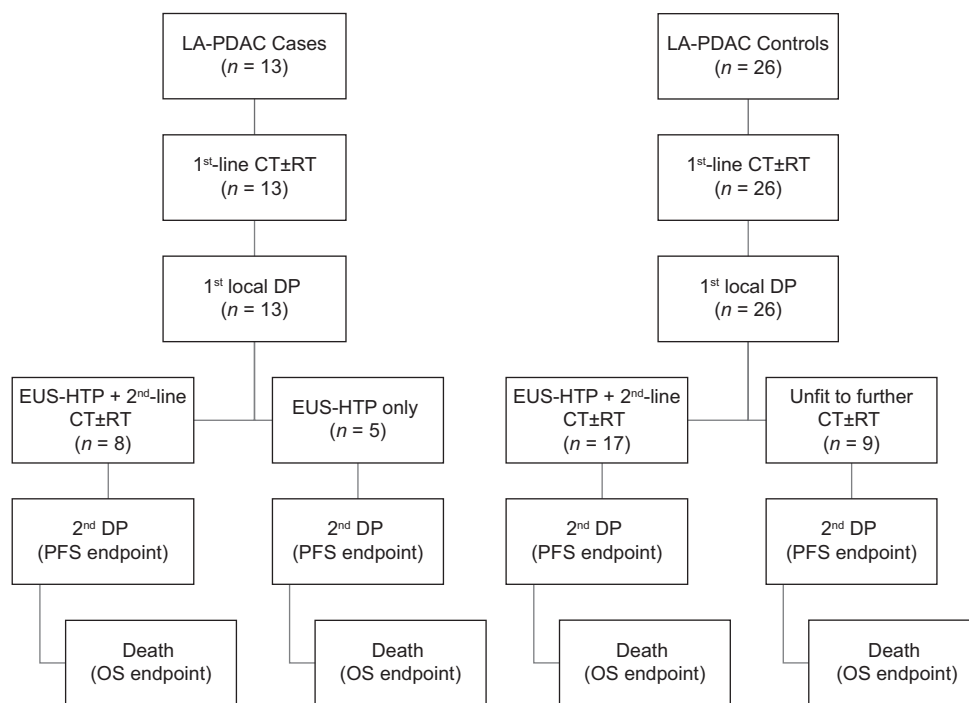 LA-PDAC Cases
(n = 13)
LA-PDAC Controls
(n = 26)
1st-line CT±RT
(n = 13)
1st-line CT±RT
(n = 26)
1st local DP
(n = 13)
1st local DP
(n = 26)
EUS-HTP + 2nd-line
CT±RT
(n = 8)
EUS-HTP only
(n = 5)
EUS-HTP + 2nd-line
CT±RT
(n = 17)
Unfit to further
CT±RT
(n = 9)
2nd DP
(PFS endpoint)
2nd DP
(PFS endpoint)
2nd DP
(PFS endpoint)
2nd DP
(PFS endpoint)
Death
(OS endpoint)
Death
(OS endpoint)
Death
(OS endpoint)
Death
(OS endpoint)